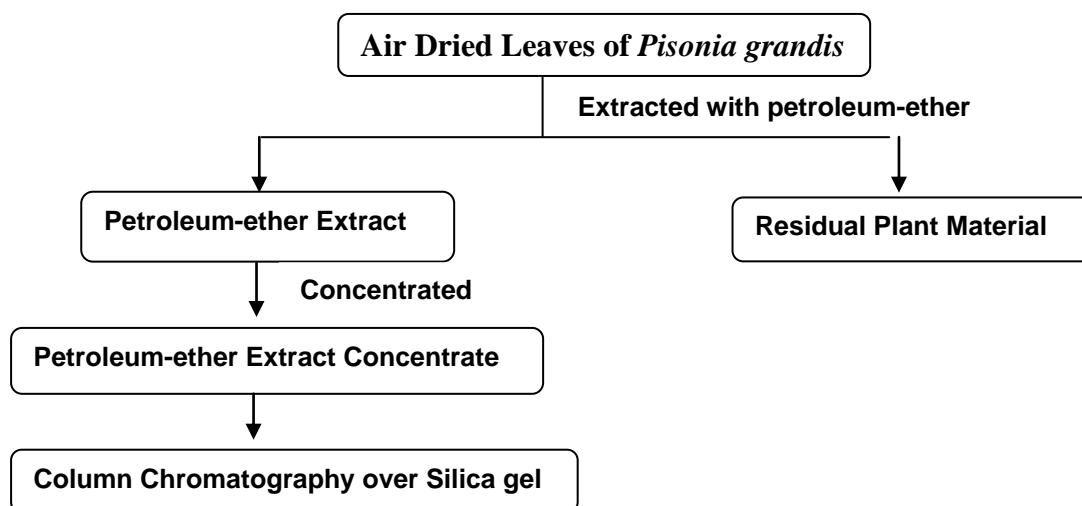 Air Dried Leaves of Pisonia grandis
Extracted with petroleum-ether
Petroleum-ether Extract
Residual Plant Material
Concentrated
Petroleum-ether Extract Concentrate
Column Chromatography over Silica gel